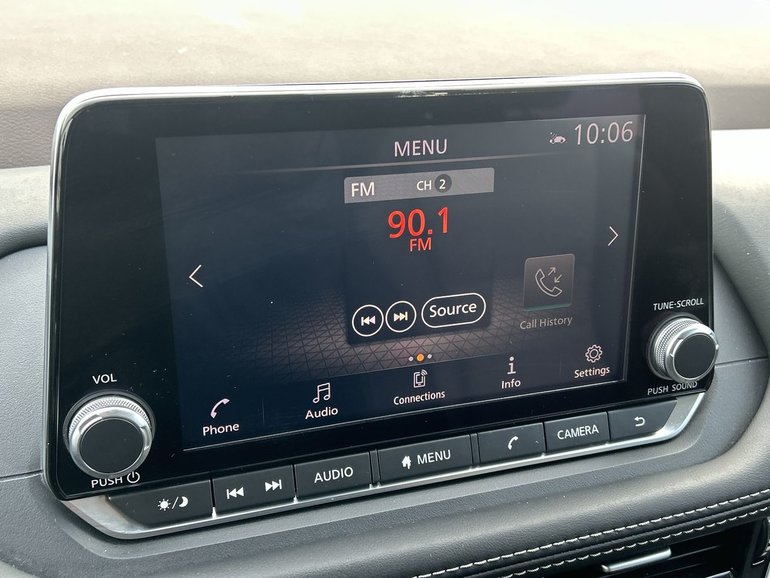 MENU 10:06
FM CH 2
90.1
FM
Source
Call History
Phone Audio Connections Info Settings
TUNE·SCROLL
PUSH SOUND
VOL
PUSH
AUDIO MENU CAMERA